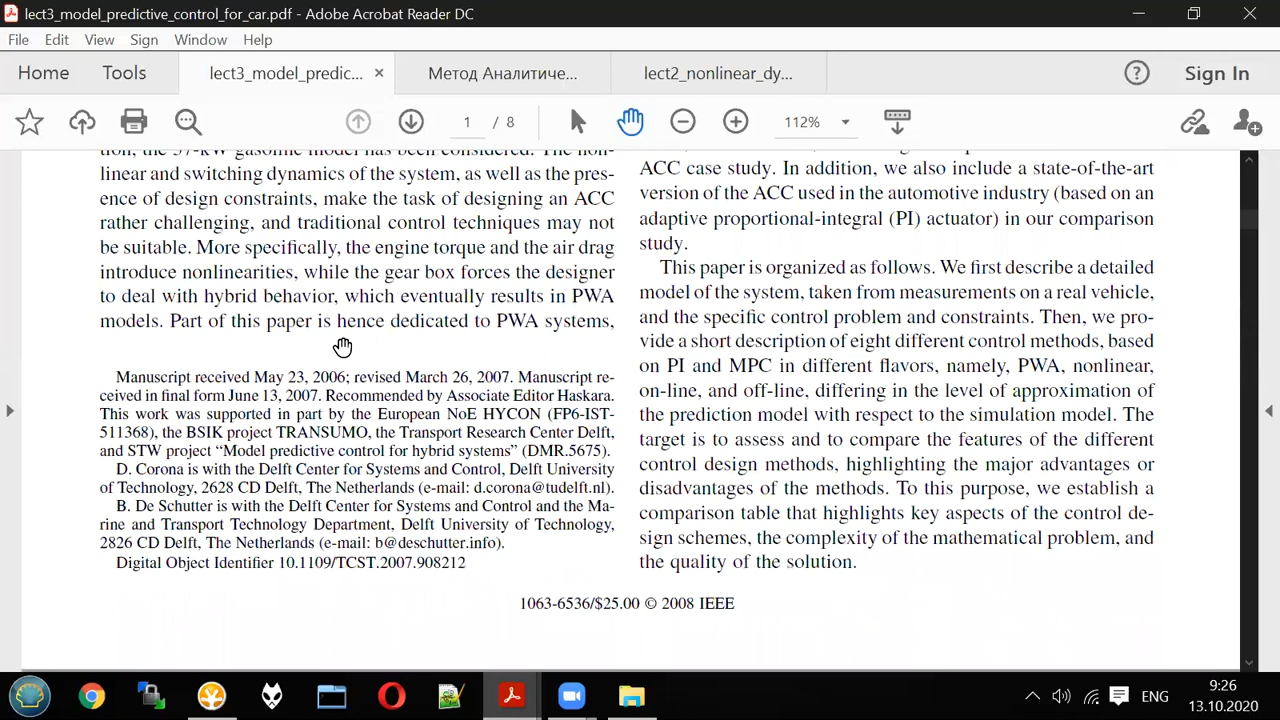 lect3_model_predictive_control_for_car.pdf - Adobe Acrobat Reader DC
File Edit View Sign Window Help
Home Tools lect3_model_predic... × Метод Аналитиче... lect2_nonlinear_dy... Sign In
1 / 8 112%
tion, the 37-kW gasoline model has been considered. The non-
linear and switching dynamics of the system, as well as the pres-
ence of design constraints, make the task of designing an ACC
rather challenging, and traditional control techniques may not
be suitable. More specifically, the engine torque and the air drag
introduce nonlinearities, while the gear box forces the designer
to deal with hybrid behavior, which eventually results in PWA
models. Part of this paper is hence dedicated to PWA systems,
Manuscript received May 23, 2006; revised March 26, 2007. Manuscript re-
ceived in final form June 13, 2007. Recommended by Associate Editor Haskara.
This work was supported in part by the European NoE HYCON (FP6-IST-
511368), the BSIK project TRANSUMO, the Transport Research Center Delft,
and STW project “Model predictive control for hybrid systems” (DMR.5675).
D. Corona is with the Delft Center for Systems and Control, Delft University
of Technology, 2628 CD Delft, The Netherlands (e-mail: d.corona@tudelft.nl).
B. De Schutter is with the Delft Center for Systems and Control and the Ma-
rine and Transport Technology Department, Delft University of Technology,
2826 CD Delft, The Netherlands (e-mail: b@deschutter.info).
Digital Object Identifier 10.1109/TCST.2007.908212
ACC case study. In addition, we also include a state-of-the-art
version of the ACC used in the automotive industry (based on an
adaptive proportional-integral (PI) actuator) in our comparison
study.
This paper is organized as follows. We first describe a detailed
model of the system, taken from measurements on a real vehicle,
and the specific control problem and constraints. Then, we pro-
vide a short description of eight different control methods, based
on PI and MPC in different flavors, namely, PWA, nonlinear,
on-line, and off-line, differing in the level of approximation of
the prediction model with respect to the simulation model. The
target is to assess and to compare the features of the different
control design methods, highlighting the major advantages or
disadvantages of the methods. To this purpose, we establish a
comparison table that highlights key aspects of the control de-
sign schemes, the complexity of the mathematical problem, and
the quality of the solution.
1063-6536/$25.00 © 2008 IEEE
ENG
9:26
13.10.2020